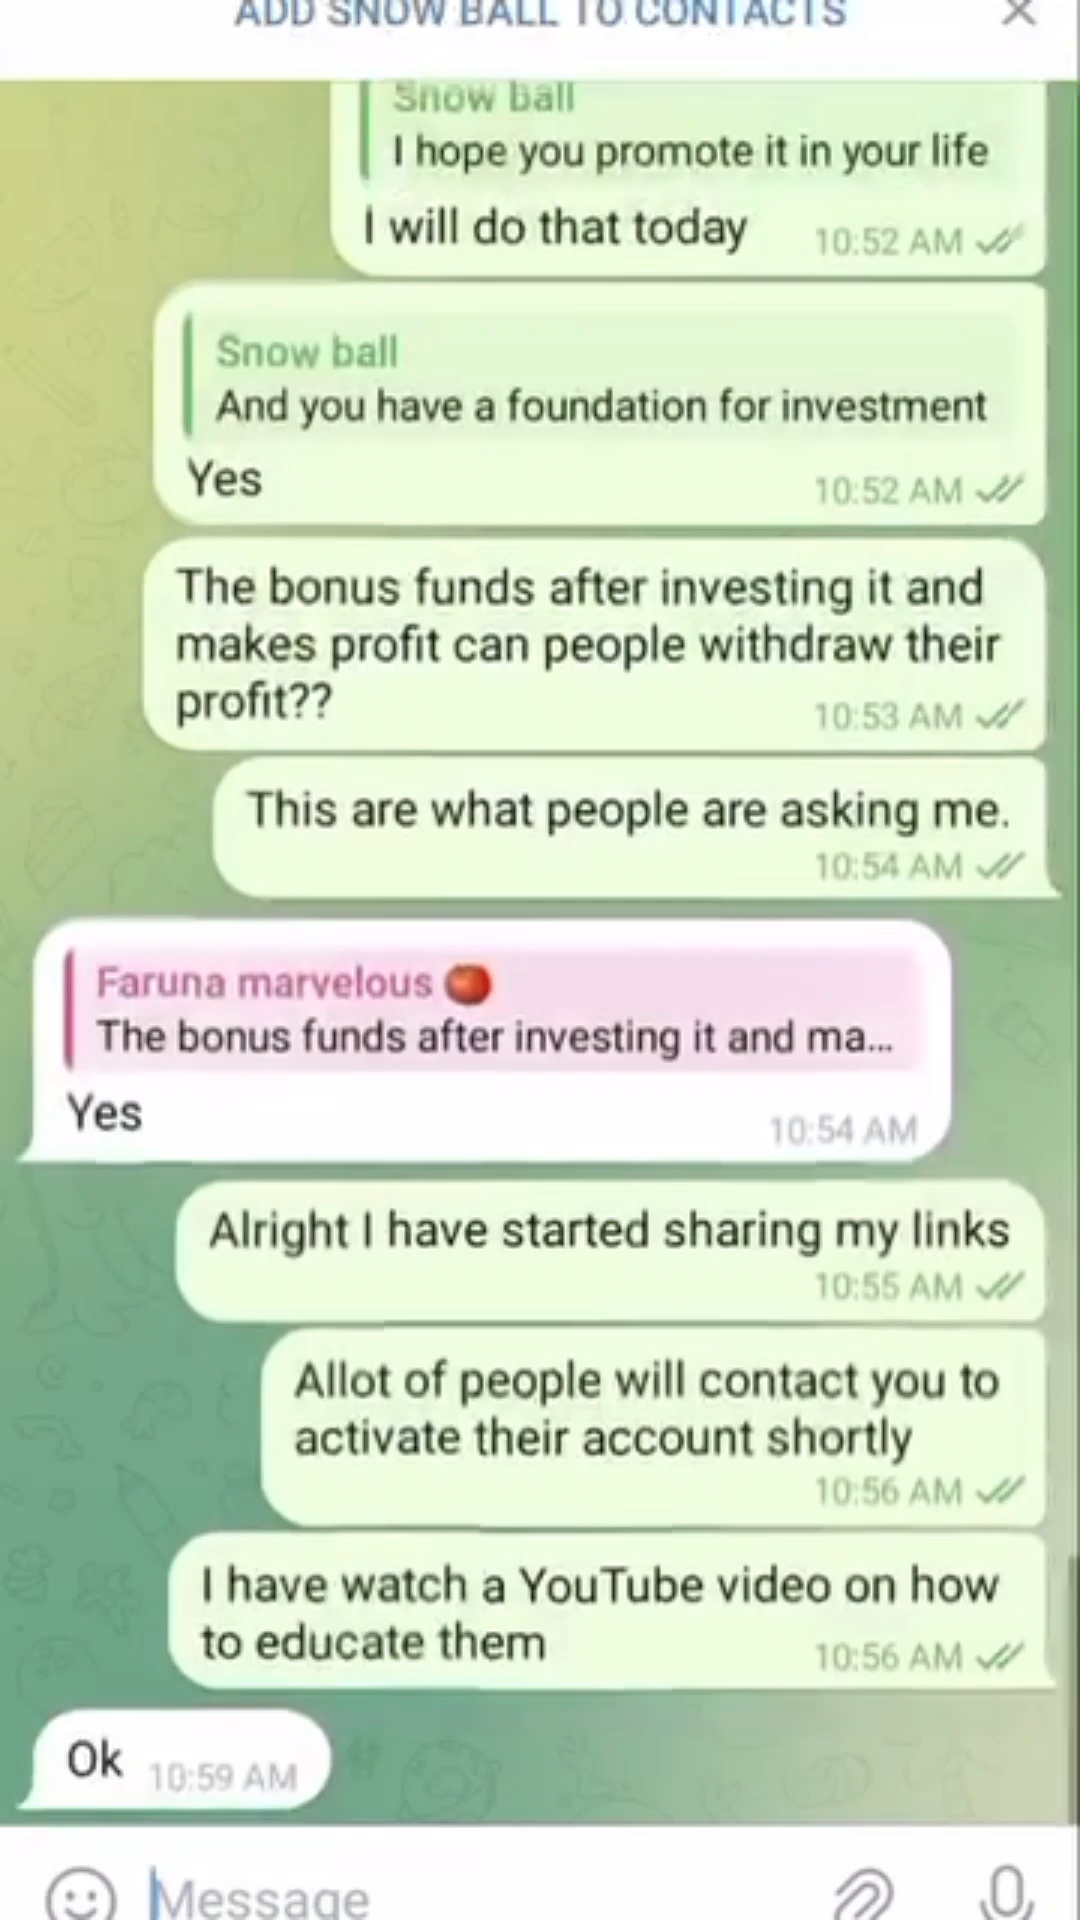 ADD SNOW BALL TO CONTACTS
Snow ball
I hope you promote it in your life
I will do that today
10:52 AM
Snow ball
And you have a foundation for investment
Yes
10:52 AM
The bonus funds after investing it and
makes profit can people withdraw their
profit??
10:53 AM
This are what people are asking me.
10:54 AM
Faruna marvelous
The bonus funds after investing it and ma...
Yes
10:54 AM
Alright I have started sharing my links
10:55 AM
Allot of people will contact you to
activate their account shortly
10:56 AM
I have watch a YouTube video on how
to educate them
10:56 AM
Ok
10:59 AM
Message